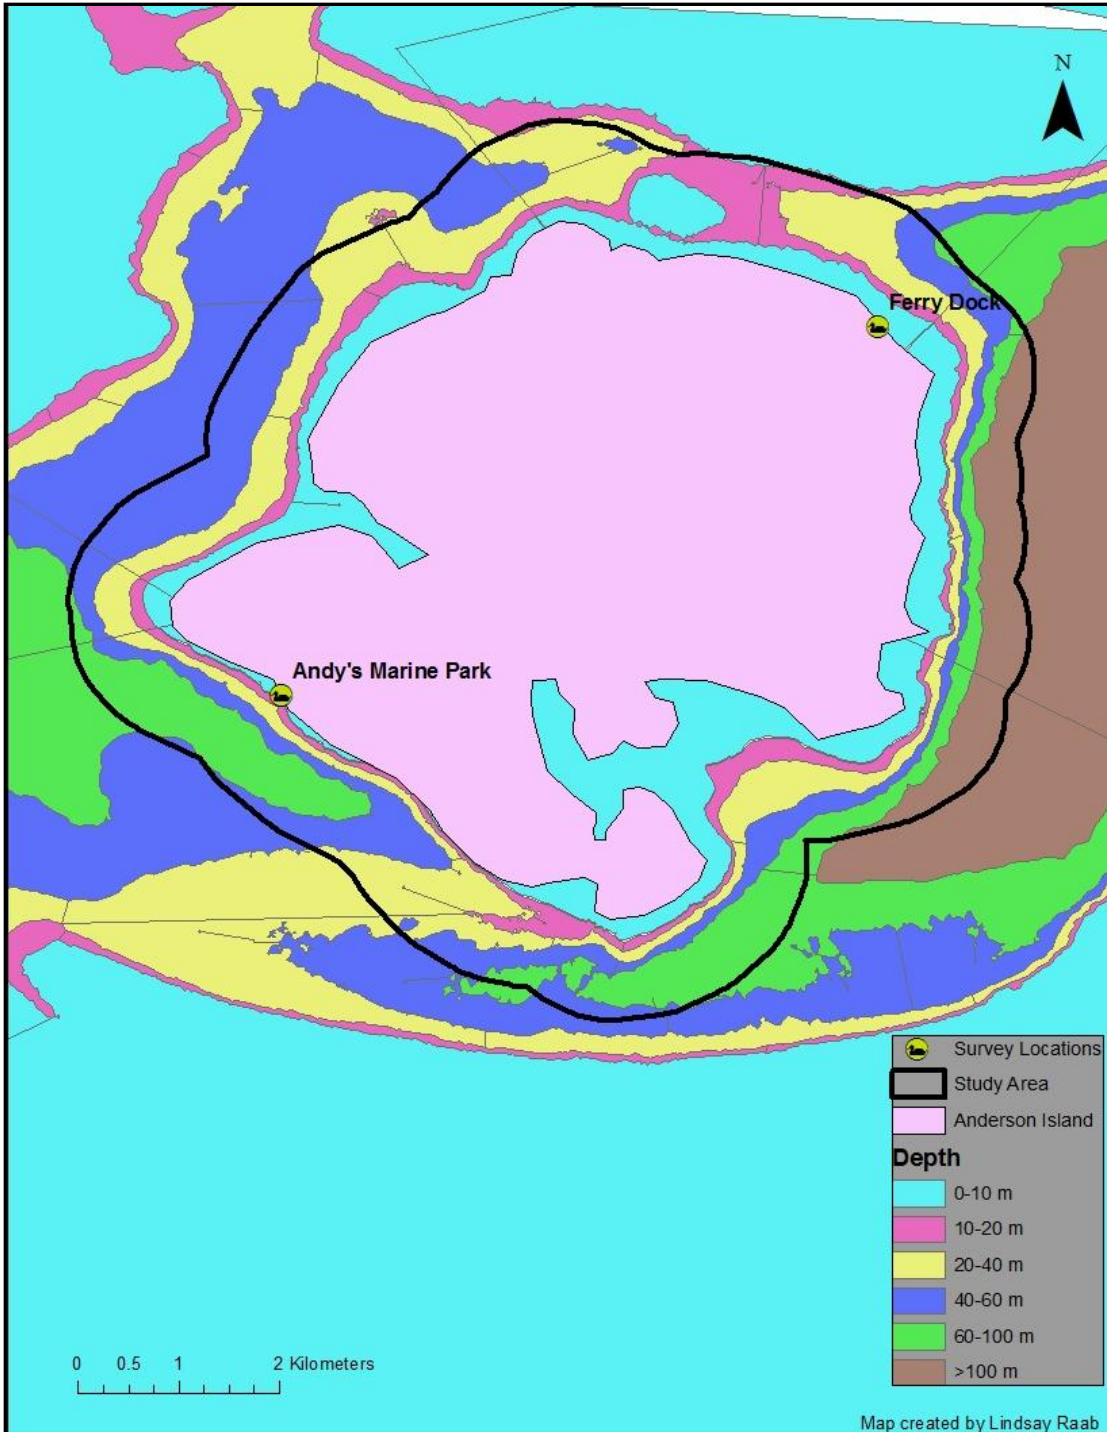 N
Ferry Dock
Andy's Marine Park
Survey Locations
Study Area
Anderson Island
Depth
0-10 m
10-20 m
20-40 m
40-60 m
60-100 m
>100 m
0 0.5 1 2 Kilometers
Map created by Lindsay Raab